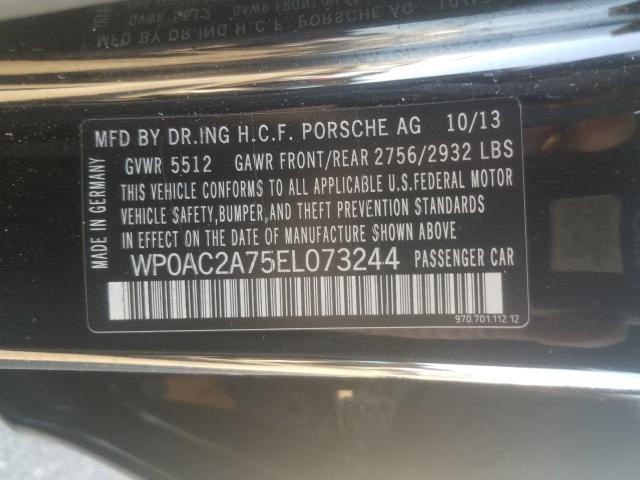 MFD BY DR.ING H.C.F. PORSCHE AG 10/13
GVWR 5512 GAWR FRONT/REAR 2756/2932 LBS
THIS VEHICLE CONFORMS TO ALL APPLICABLE U.S.FEDERAL MOTOR
VEHICLE SAFETY,BUMPER,AND THEFT PREVENTION STANDARDS
IN EFFECT ON THE DATE OF MANUFACTURE SHOWN ABOVE.
WP0AC2A75EL073244 PASSENGER CAR
970.701.112.12
MADE IN GERMANY